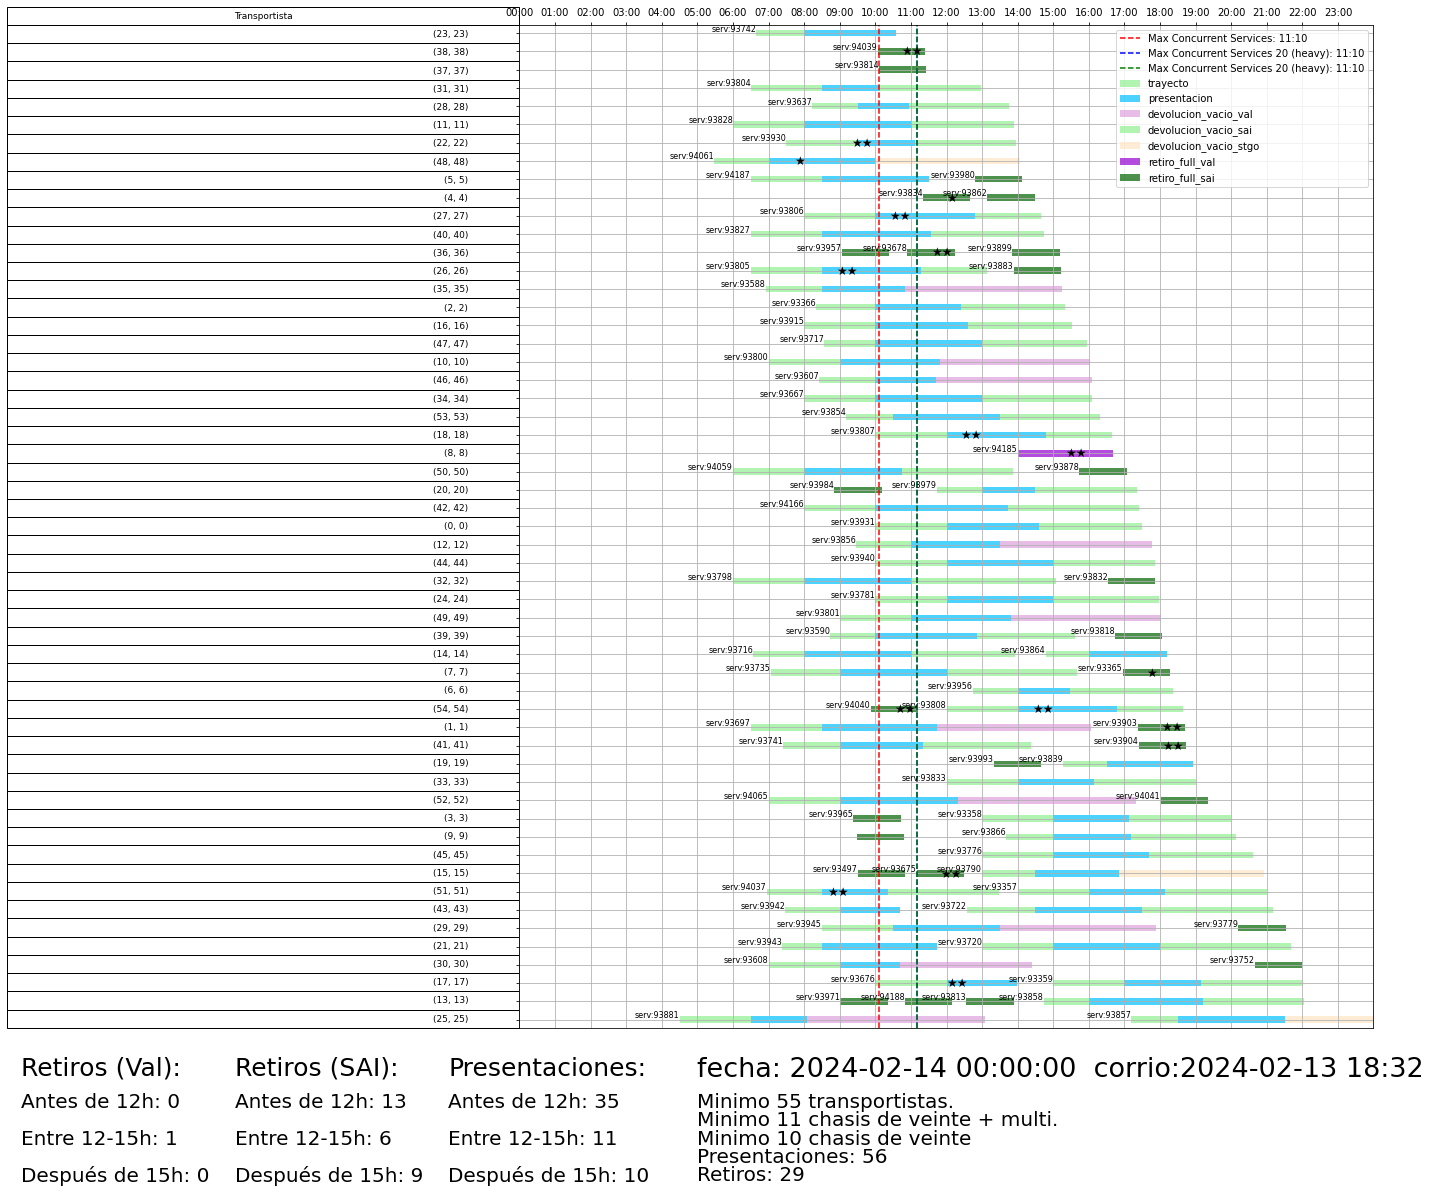 Transportista
00:00 01:00 02:00 03:00 04:00 05:00 06:00 07:00 08:00 09:00 10:00 11:00 12:00 13:00 14:00 15:00 16:00 17:00 18:00 19:00 20:00 21:00 22:00 23:00
Max Concurrent Services: 11:10
Max Concurrent Services 20 (heavy): 11:10
Max Concurrent Services 20 (heavy): 11:10
trayecto
presentacion
devolucion_vacio_val
devolucion_vacio_sai
devolucion_vacio_stgo
retiro_full_val
retiro_full_sai
(23, 23) serv:93742
(38, 38) serv:94039
(37, 37) serv:93814
(31, 31) serv:93804
(28, 28) serv:93637
(11, 11) serv:93828
(22, 22) serv:93930
(48, 48) serv:94061
(5, 5) serv:94187 serv:93980
(4, 4) serv:93834 serv:93862
(27, 27) serv:93806
(40, 40) serv:93827
(36, 36) serv:93957 serv:93678 serv:93899
(26, 26) serv:93805 serv:93883
(35, 35) serv:93588
(2, 2) serv:93366
(16, 16) serv:93915
(47, 47) serv:93717
(10, 10) serv:93800
(46, 46) serv:93607
(34, 34) serv:93667
(53, 53) serv:93854
(18, 18) serv:93807
(8, 8) serv:94185
(50, 50) serv:94059 serv:93878
(20, 20) serv:93984 serv:93979
(42, 42) serv:94166
(0, 0) serv:93931
(12, 12) serv:93856
(44, 44) serv:93940
(32, 32) serv:93798 serv:93832
(24, 24) serv:93781
(49, 49) serv:93801
(39, 39) serv:93590 serv:93818
(14, 14) serv:93716 serv:93864
(7, 7) serv:93735 serv:93365
(6, 6) serv:93956
(54, 54) serv:94040 serv:93808
(1, 1) serv:93697 serv:93903
(41, 41) serv:93741 serv:93904
(19, 19) serv:93993 serv:93839
(33, 33) serv:93833
(52, 52) serv:94065 serv:94041
(3, 3) serv:93965 serv:93358
(9, 9) serv:93866
(45, 45) serv:93776
(15, 15) serv:93497 serv:93675 serv:93790
(51, 51) serv:94037 serv:93357
(43, 43) serv:93942 serv:93722
(29, 29) serv:93945 serv:93779
(21, 21) serv:93943 serv:93720
(30, 30) serv:93608 serv:93752
(17, 17) serv:93676 serv:93359
(13, 13) serv:93971 serv:94188 serv:93813 serv:93858
(25, 25) serv:93881 serv:93857
Retiros (Val):
Antes de 12h: 0
Entre 12-15h: 1
Después de 15h: 0
Retiros (SAI):
Antes de 12h: 13
Entre 12-15h: 6
Después de 15h: 9
Presentaciones:
Antes de 12h: 35
Entre 12-15h: 11
Después de 15h: 10
fecha: 2024-02-14 00:00:00 corrio:2024-02-13 18:32
Minimo 55 transportistas.
Minimo 11 chasis de veinte + multi.
Minimo 10 chasis de veinte
Presentaciones: 56
Retiros: 29